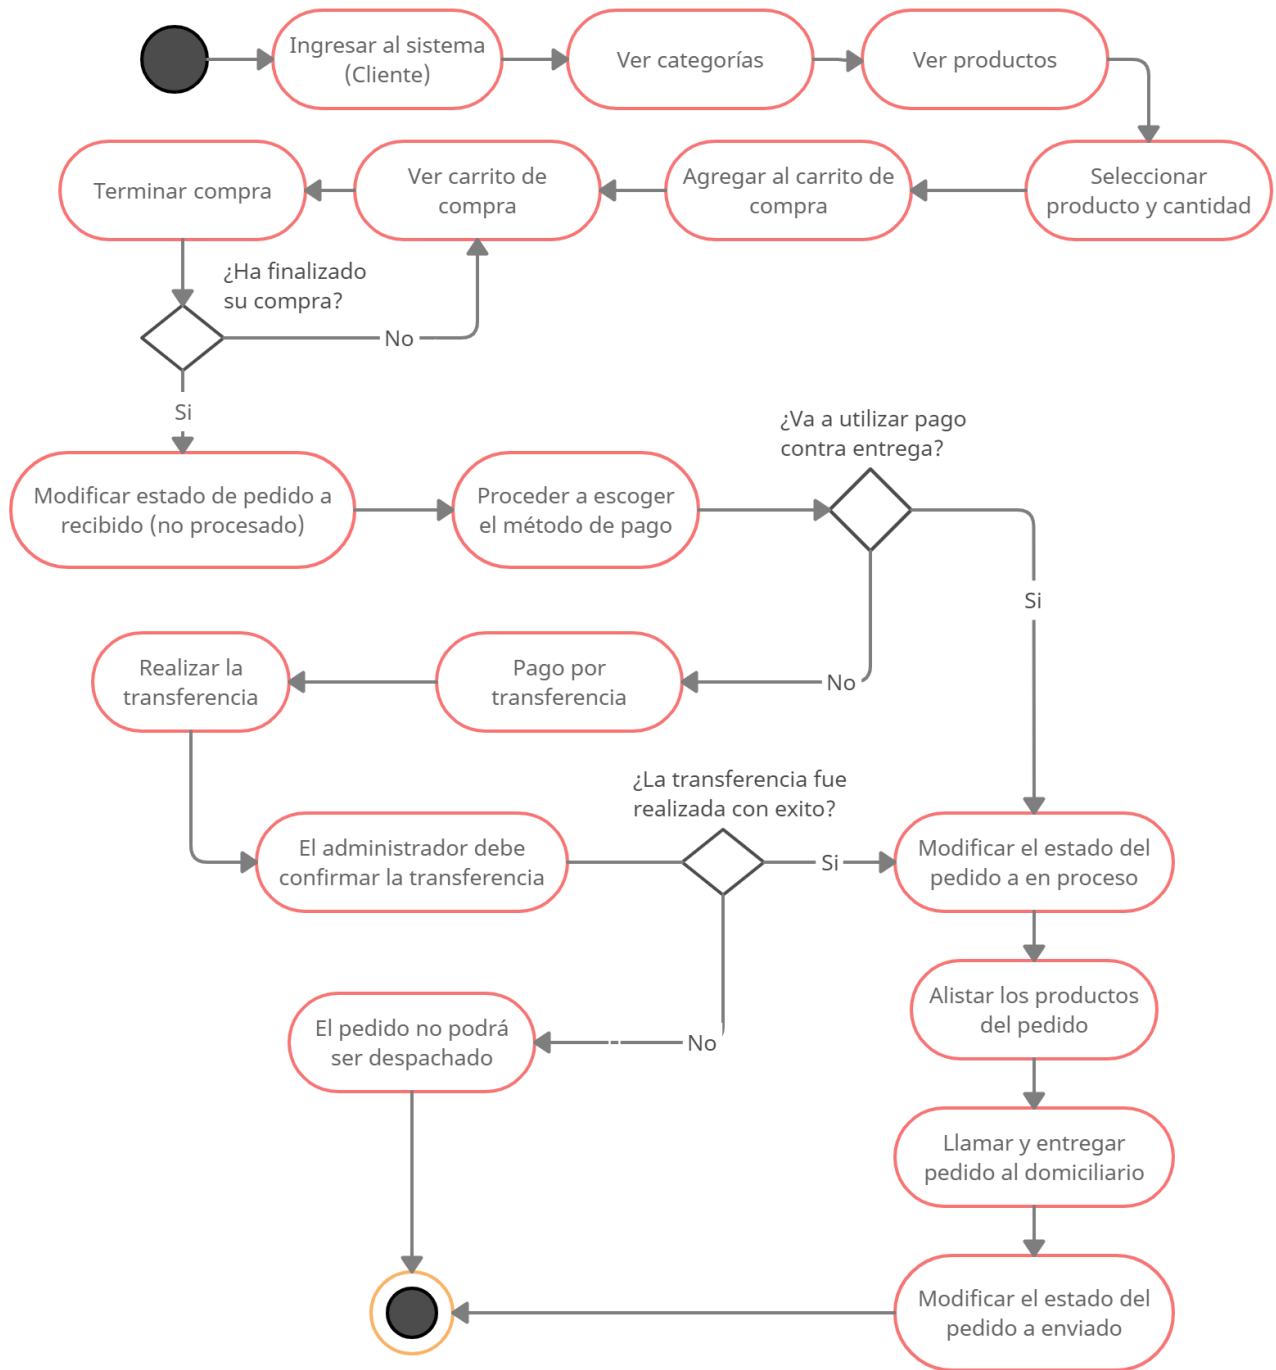 Ingresar al sistema
(Cliente)
Ver categorías
Ver productos
Terminar compra
Ver carrito de
compra
Agregar al carrito de
compra
Seleccionar
producto y cantidad
¿Ha finalizado
su compra?
No
Si
¿Va a utilizar pago
contra entrega?
Modificar estado de pedido a
recibido (no procesado)
Proceder a escoger
el método de pago
Si
Realizar la
transferencia
Pago por
transferencia
No
¿La transferencia fue
realizada con exito?
El administrador debe
confirmar la transferencia
Si
Modificar el estado del
pedido a en proceso
Alistar los productos
del pedido
El pedido no podrá
ser despachado
No
Llamar y entregar
pedido al domiciliario
Modificar el estado del
pedido a enviado